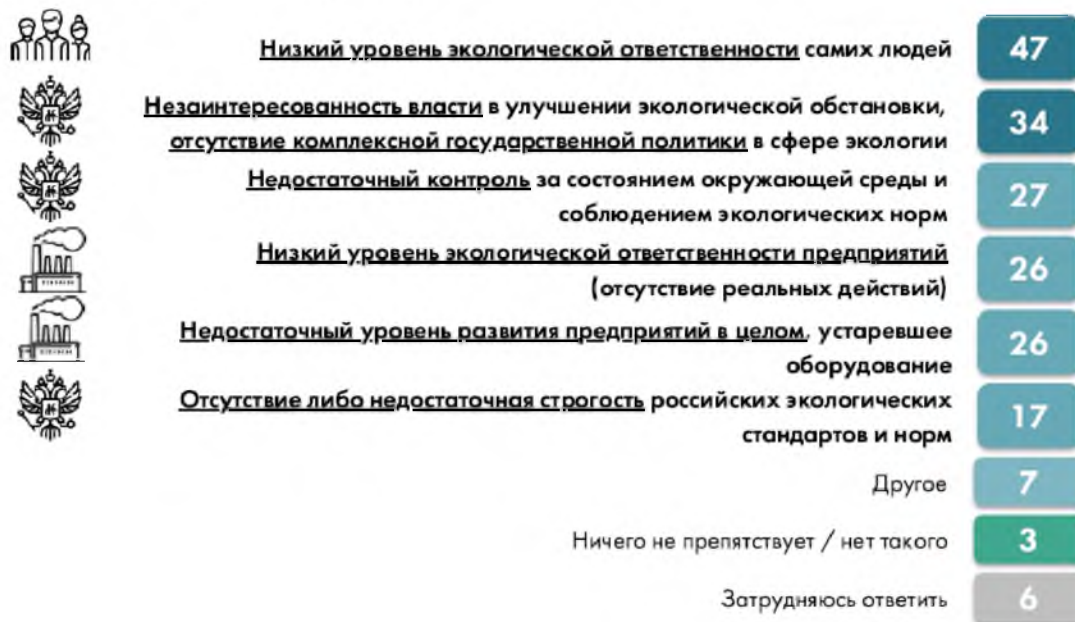 Низкий уровень экологической ответственности самих людей 47
Незаинтересованность власти в улучшении экологической обстановки,
отсутствие комплексной государственной политики в сфере экологии 34
Недостаточный контроль за состоянием окружающей среды и
соблюдением экологических норм 27
Низкий уровень экологической ответственности предприятий
(отсутствие реальных действий) 26
Недостаточный уровень развития предприятий в целом, устаревшее
оборудование 26
Отсутствие либо недостаточная строгость российских экологических
стандартов и норм 17
Другое 7
Ничего не препятствует / нет такого 3
Затрудняюсь ответить 6